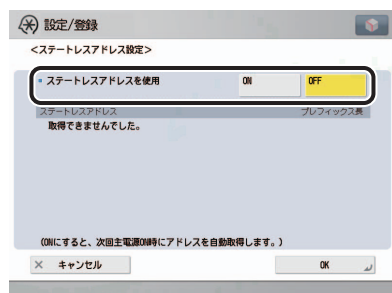 設定/登録
<ステートレスアドレス設定>
ステートレスアドレスを使用 ON OFF
ステートレスアドレス プレフィックス長
取得できませんでした。
(ONにすると、次回主電源ON時にアドレスを自動取得します。)
× キャンセル OK